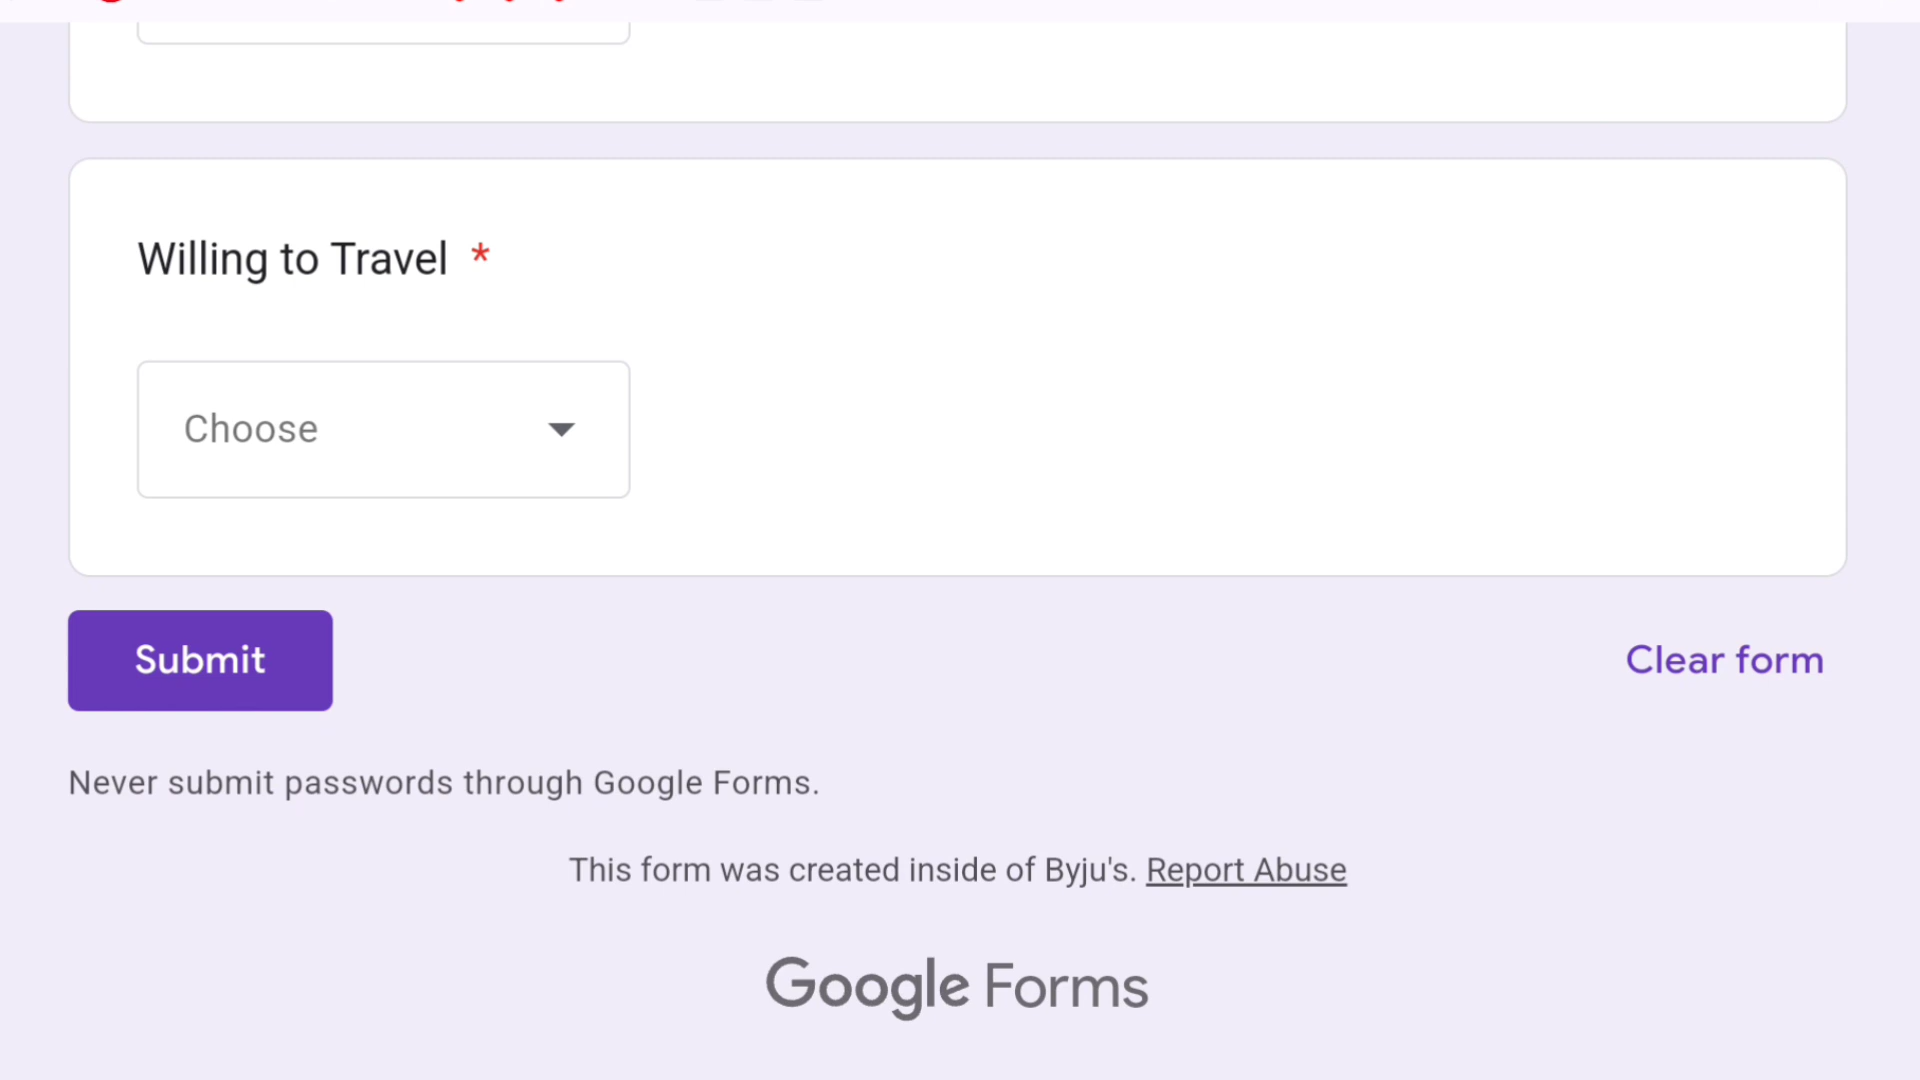 Willing to Travel *
Choose
Submit
Clear form
Never submit passwords through Google Forms.
This form was created inside of Byju's. Report Abuse
Google Forms